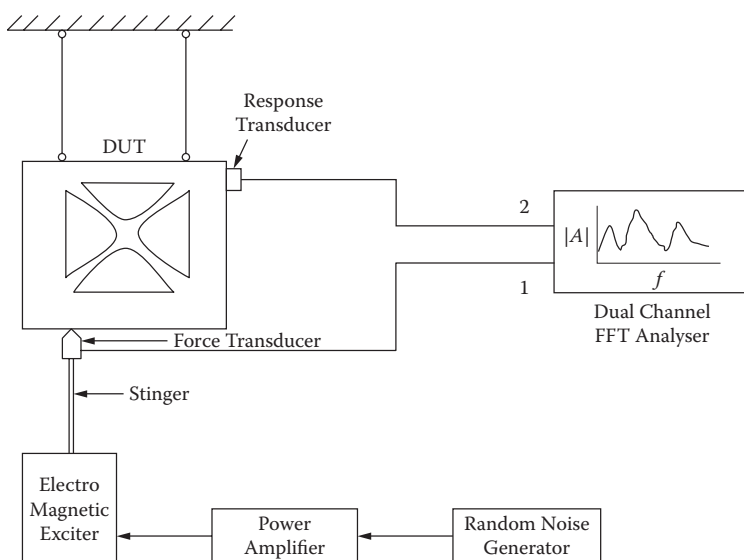 Response
Transducer
DUT
2
|A|
f
1
Dual Channel
FFT Analyser
Force Transducer
Stinger
Electro
Magnetic
Exciter
Power
Amplifier
Random Noise
Generator